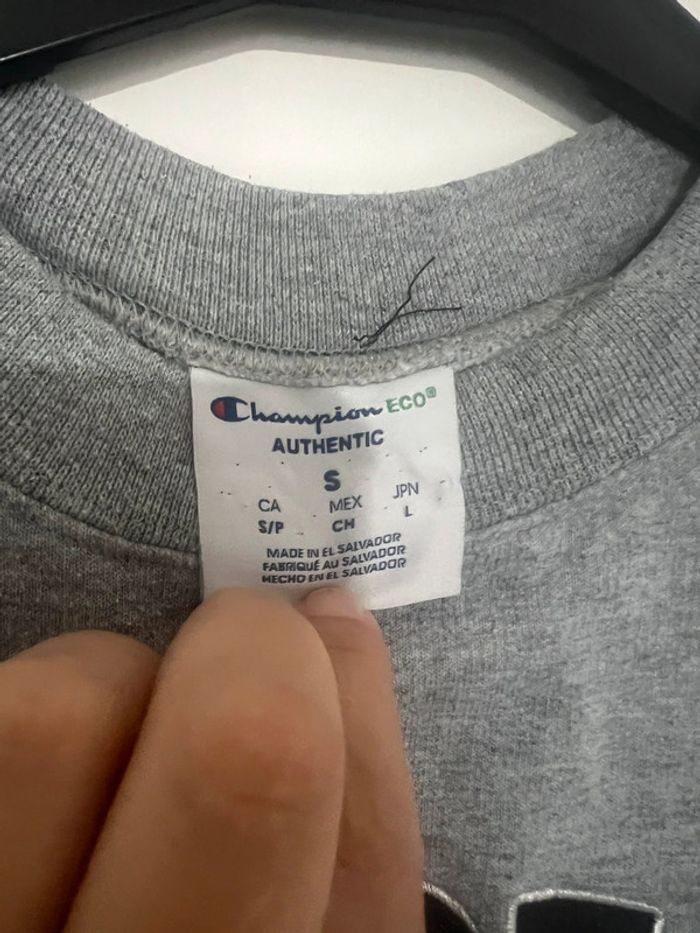 Champion ECO®
AUTHENTIC
S
CA MEX JPN
S/P CH L
MADE IN EL SALVADOR
FABRIQUÉ AU SALVADOR
HECHO EN EL SALVADOR